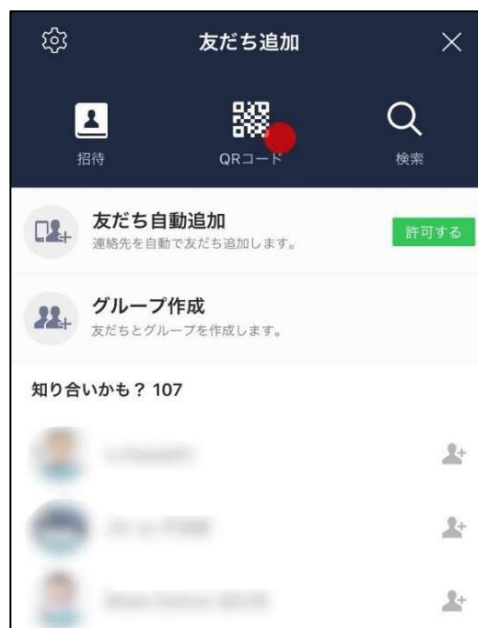 友だち追加
招待
QRコード
検索
友だち自動追加
連絡先を自動で友だち追加します。
許可する
グループ作成
友だちとグループを作成します。
知り合いかも？ 107